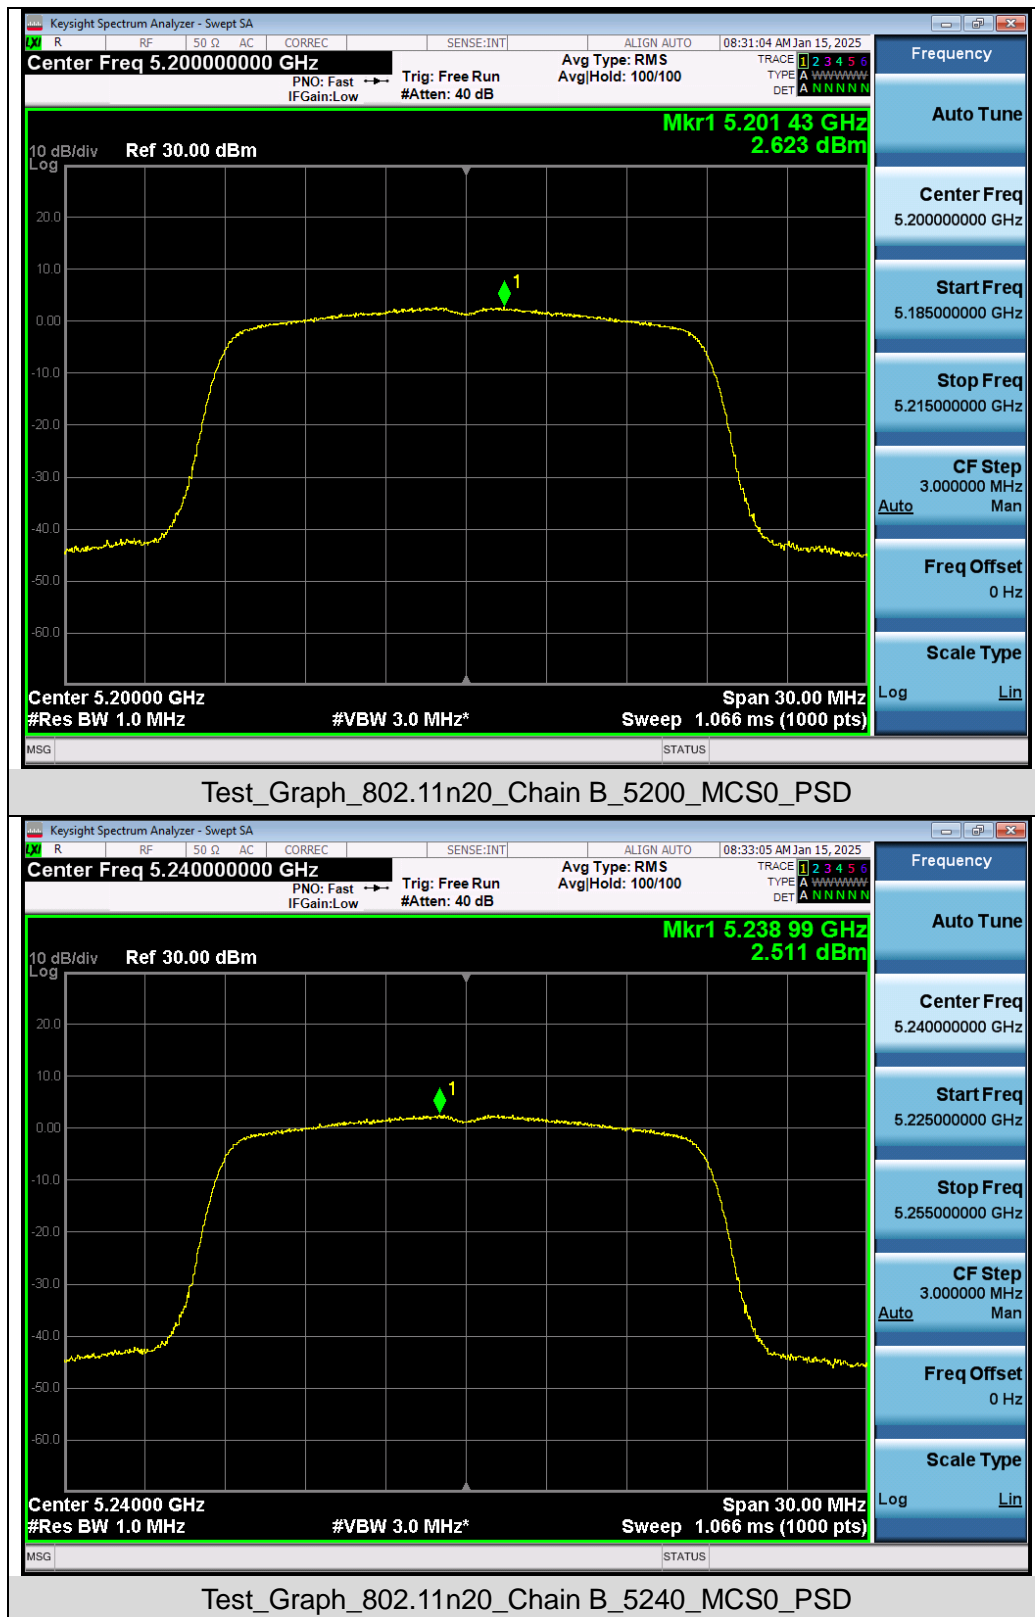 Keysight Spectrum Analyzer - Swept SA
LXI R RF 50 Ω AC CORREC SENSE:INT ALIGN AUTO 08:31:04 AM Jan 15, 2025
Center Freq 5.200000000 GHz
PNO: Fast
IFGain:Low
Trig: Free Run
#Atten: 40 dB
Avg Type: RMS
Avg|Hold: 100/100
TRACE 1 2 3 4 5 6
TYPE A WWWWW
DET A N N N N N
Mkr1 5.201 43 GHz
2.623 dBm
10 dB/div Ref 30.00 dBm
Log
20.0
10.0
0.00
-10.0
-20.0
-30.0
-40.0
-50.0
-60.0
1
Center 5.20000 GHz Span 30.00 MHz
#Res BW 1.0 MHz #VBW 3.0 MHz* Sweep 1.066 ms (1000 pts)
MSG STATUS
Frequency
Auto Tune
Center Freq
5.200000000 GHz
Start Freq
5.185000000 GHz
Stop Freq
5.215000000 GHz
CF Step
3.000000 MHz
Auto Man
Freq Offset
0 Hz
Scale Type
Log Lin
Test_Graph_802.11n20_Chain B_5200_MCS0_PSD
Keysight Spectrum Analyzer - Swept SA
LXI R RF 50 Ω AC CORREC SENSE:INT ALIGN AUTO 08:33:05 AM Jan 15, 2025
Center Freq 5.240000000 GHz
PNO: Fast
IFGain:Low
Trig: Free Run
#Atten: 40 dB
Avg Type: RMS
Avg|Hold: 100/100
TRACE 1 2 3 4 5 6
TYPE A WWWWW
DET A N N N N N
Mkr1 5.238 99 GHz
2.511 dBm
10 dB/div Ref 30.00 dBm
Log
20.0
10.0
0.00
-10.0
-20.0
-30.0
-40.0
-50.0
-60.0
1
Center 5.24000 GHz Span 30.00 MHz
#Res BW 1.0 MHz #VBW 3.0 MHz* Sweep 1.066 ms (1000 pts)
MSG STATUS
Frequency
Auto Tune
Center Freq
5.240000000 GHz
Start Freq
5.225000000 GHz
Stop Freq
5.255000000 GHz
CF Step
3.000000 MHz
Auto Man
Freq Offset
0 Hz
Scale Type
Log Lin
Test_Graph_802.11n20_Chain B_5240_MCS0_PSD